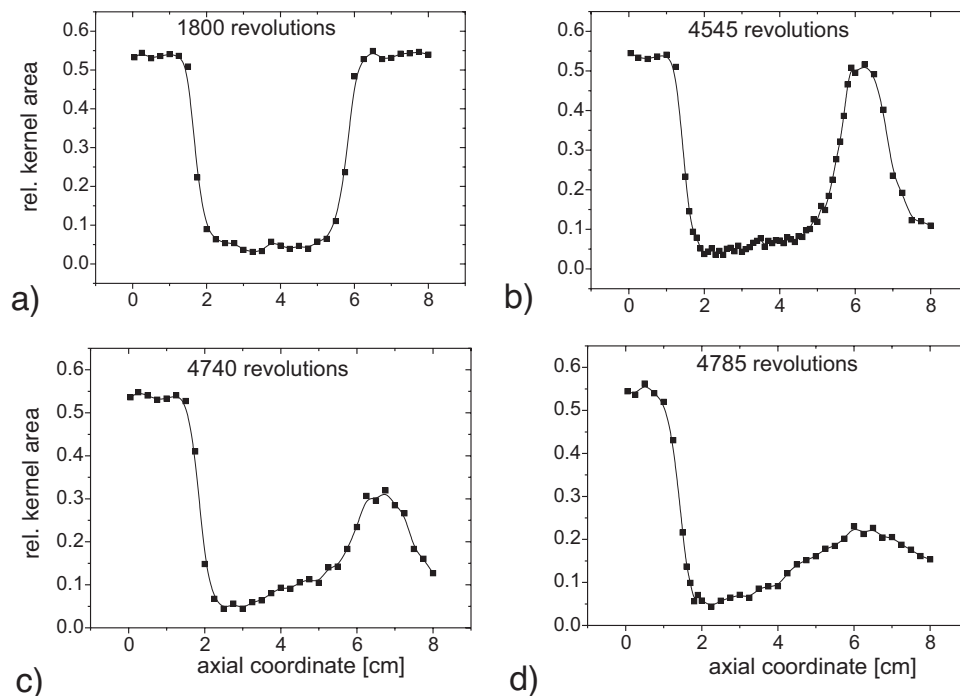 1800 revolutions
0.6
0.5
0.4
0.3
0.2
0.1
0.0
rel. kernel area
0 2 4 6 8
a)
4545 revolutions
0.6
0.5
0.4
0.3
0.2
0.1
0.0
rel. kernel area
0 2 4 6 8
b)
4740 revolutions
0.6
0.5
0.4
0.3
0.2
0.1
0.0
rel. kernel area
0 2 4 6 8
axial coordinate [cm]
c)
4785 revolutions
0.6
0.5
0.4
0.3
0.2
0.1
0.0
0 2 4 6 8
axial coordinate [cm]
d)